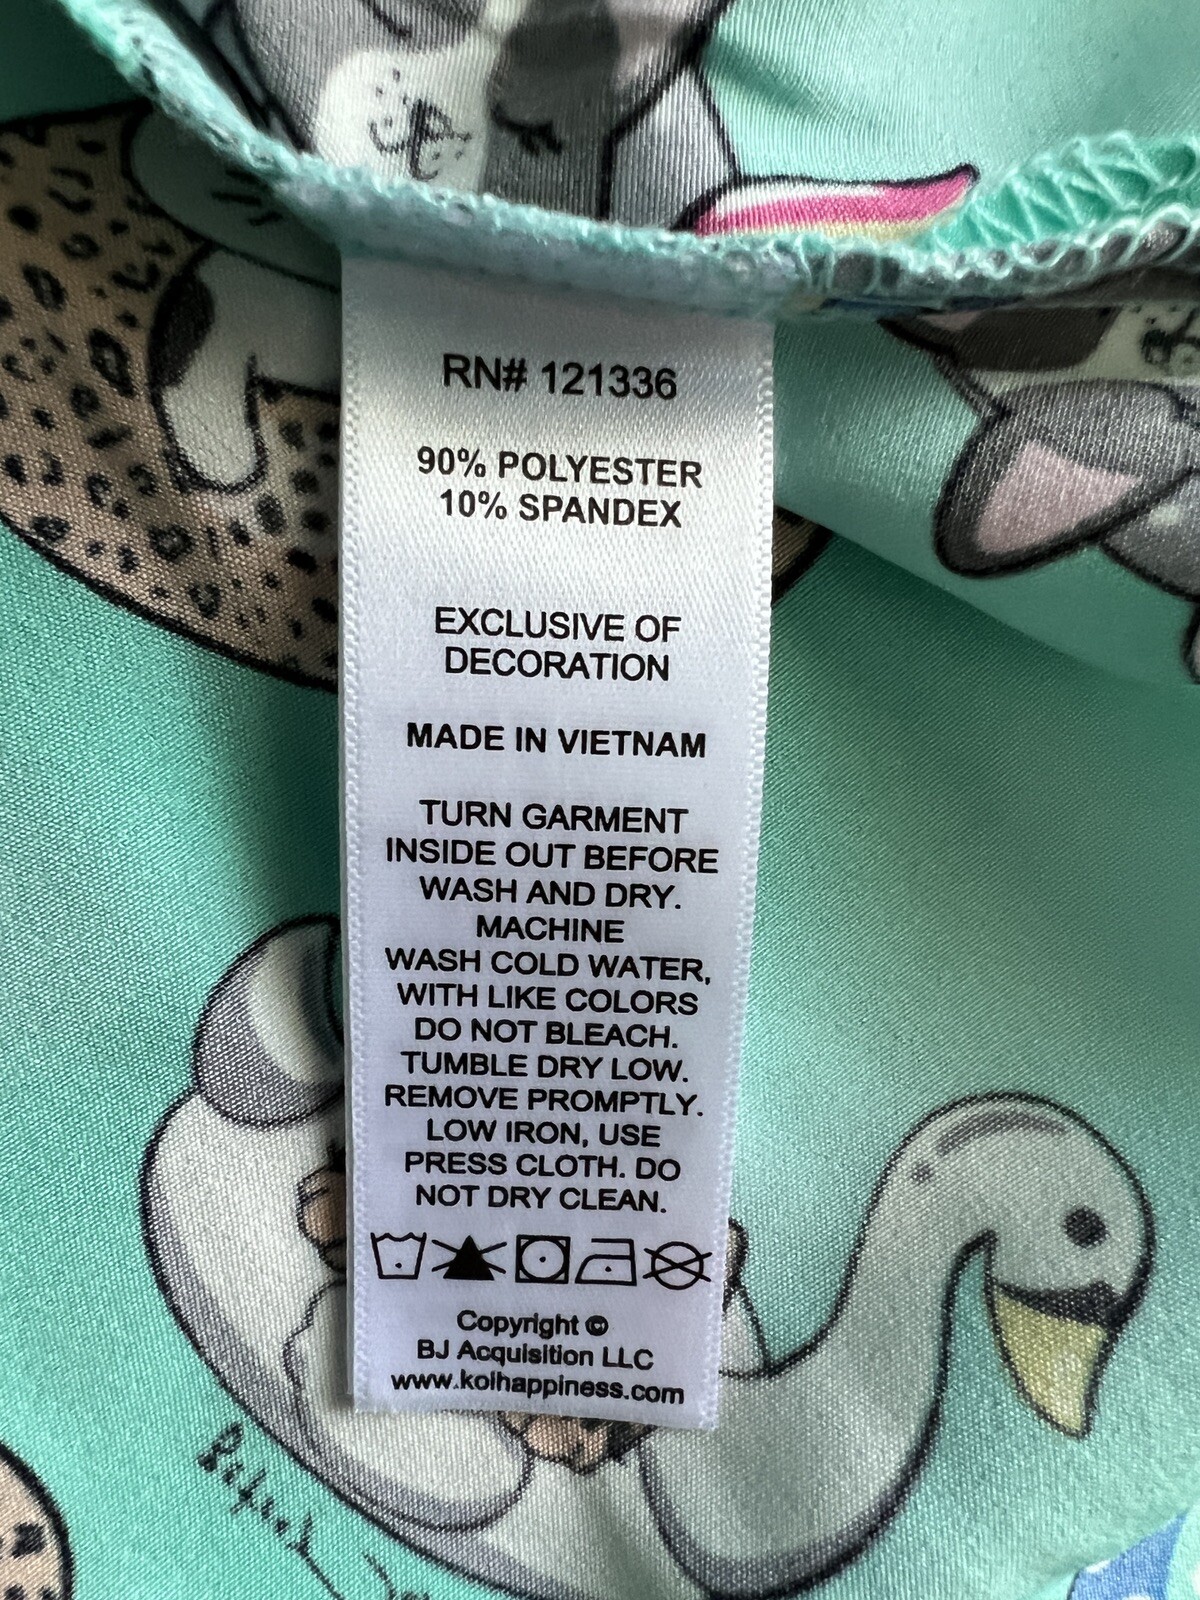 RN# 121336
90% POLYESTER
10% SPANDEX
EXCLUSIVE OF
DECORATION
MADE IN VIETNAM
TURN GARMENT
INSIDE OUT BEFORE
WASH AND DRY.
MACHINE
WASH COLD WATER,
WITH LIKE COLORS
DO NOT BLEACH.
TUMBLE DRY LOW.
REMOVE PROMPTLY.
LOW IRON, USE
PRESS CLOTH. DO
NOT DRY CLEAN.
Copyright ©
BJ Acquisition LLC
www.kolhappiness.com